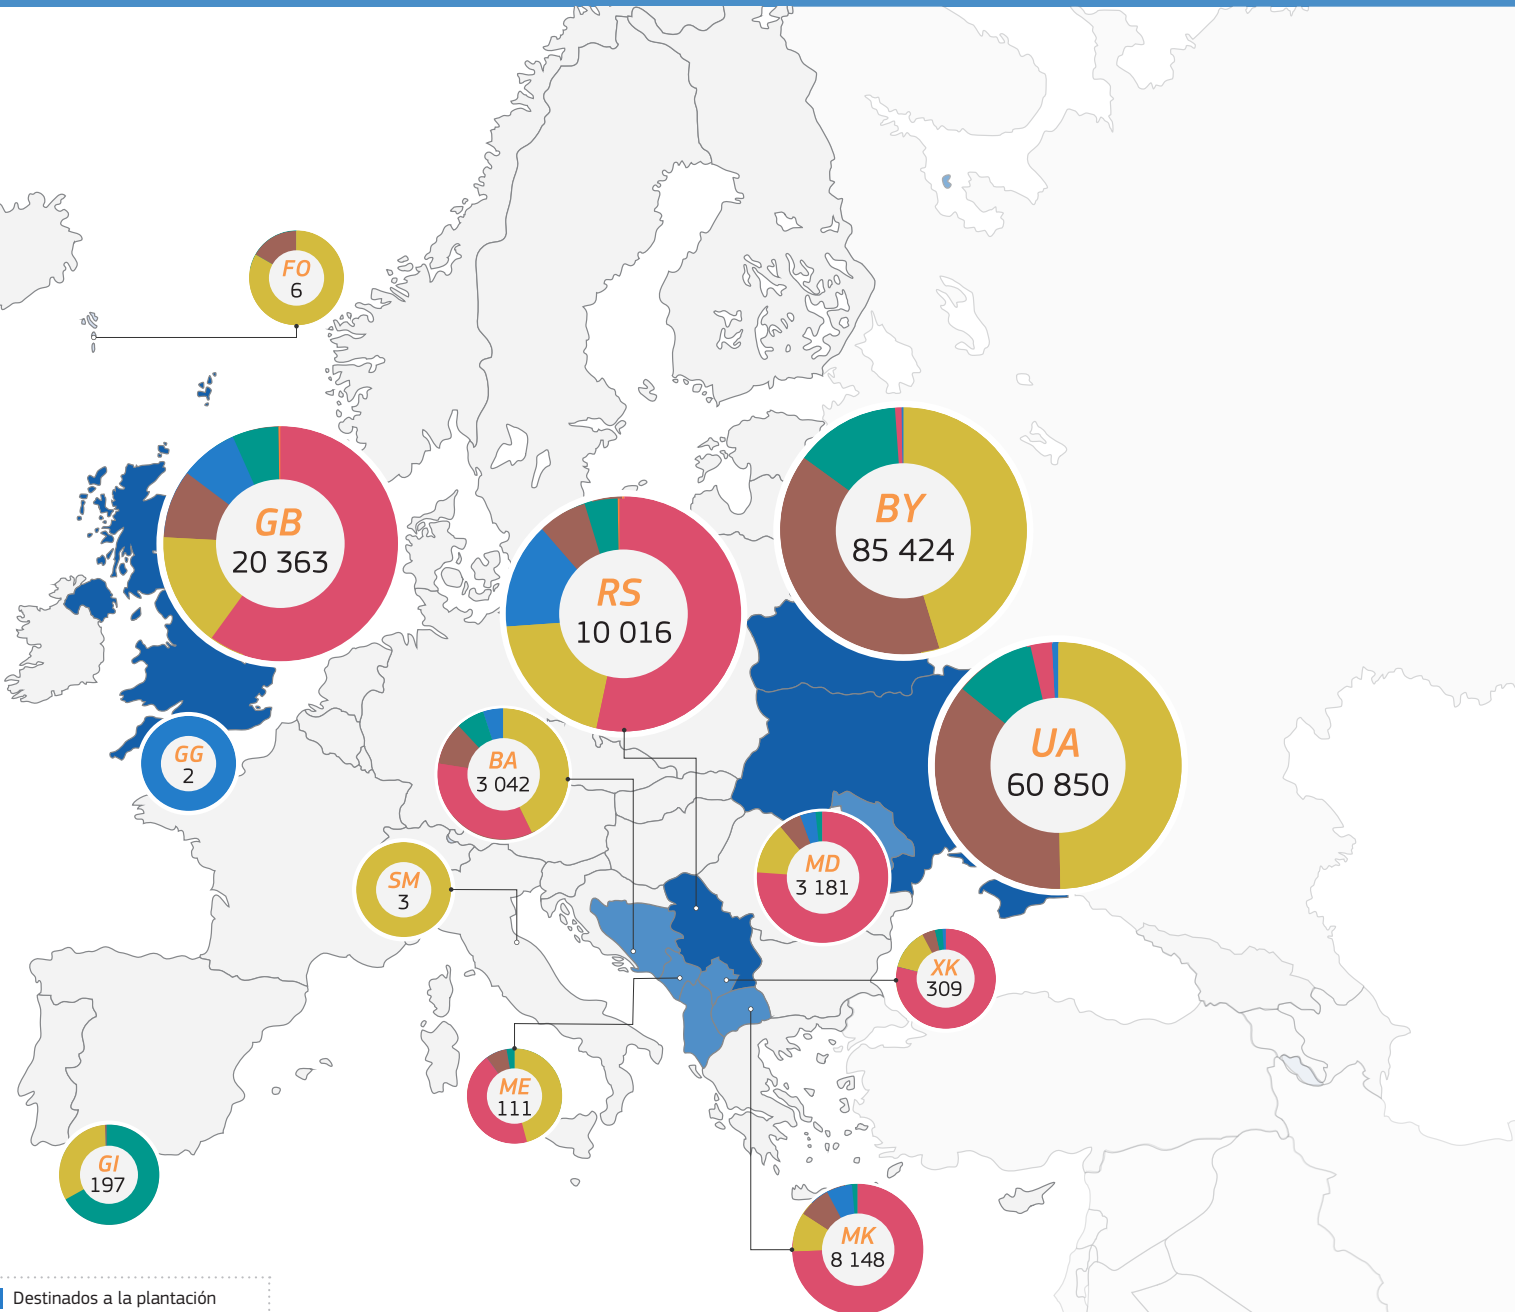 FO
6
GB
20 363
BY
85 424
RS
10 016
UA
60 850
GG
2
BA
3 042
MD
3 181
SM
3
XK
309
ME
111
GI
197
MK
8 148
Destinados a la plantación